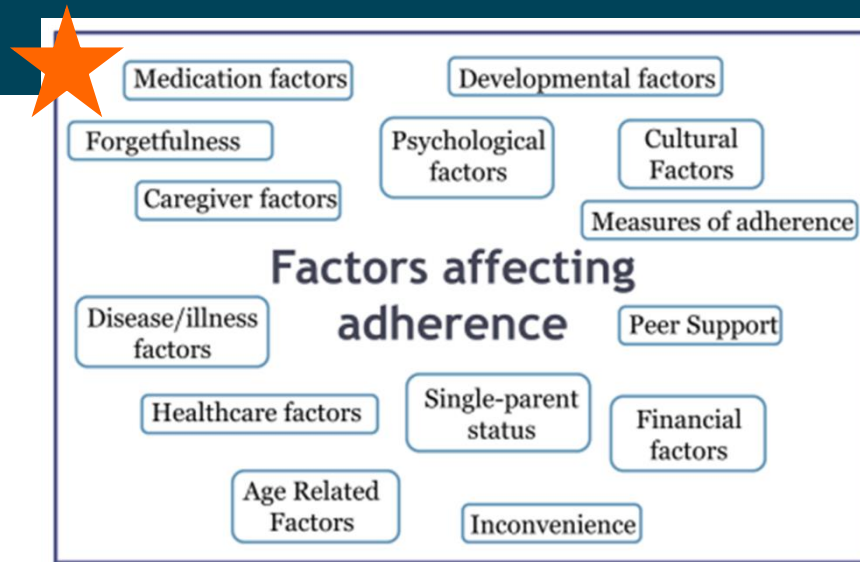 Medication factors
Developmental factors
Forgetfulness
Psychological
factors
Cultural
Factors
Caregiver factors
Measures of adherence
Factors affecting
adherence
Disease/illness
factors
Peer Support
Healthcare factors
Single-parent
status
Financial
factors
Age Related
Factors
Inconvenience